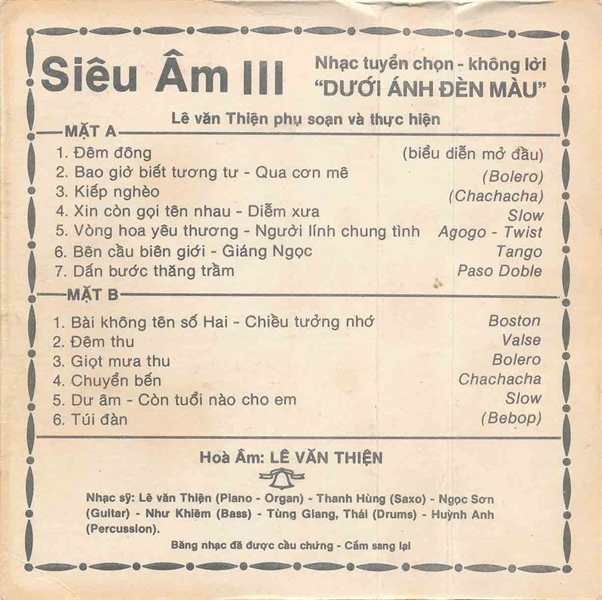 Siêu Âm III
Nhạc tuyển chọn - không lời
"DƯỚI ÁNH ĐÈN MÀU"
Lê văn Thiện phụ soạn và thực hiện
MẶT A
1. Đêm đông (biểu diễn mở đầu)
2. Bao giờ biết tương tư - Qua cơn mê (Bolero)
3. Kiếp nghèo (Chachacha)
4. Xin còn gọi tên nhau - Diễm xưa Slow
5. Vòng hoa yêu thương - Người lính chung tình Agogo - Twist
6. Bên cầu biên giới - Giáng Ngọc Tango
7. Dấn bước thăng trầm Paso Doble
MẶT B
1. Bài không tên số Hai - Chiều tưởng nhớ Boston
2. Đêm thu Valse
3. Giọt mưa thu Bolero
4. Chuyển bến Chachacha
5. Dư âm - Còn tuổi nào cho em Slow
6. Túi đàn (Bebop)
Hoà Âm: LÊ VĂN THIỆN
Nhạc sỹ: Lê văn Thiện (Piano - Organ) - Thanh Hùng (Saxo) - Ngọc Sơn
(Guitar) - Như Khiêm (Bass) - Tùng Giang, Thái (Drums) - Huỳnh Anh
(Percussion).
Băng nhạc đã được cầu chứng - Cấm sang lại